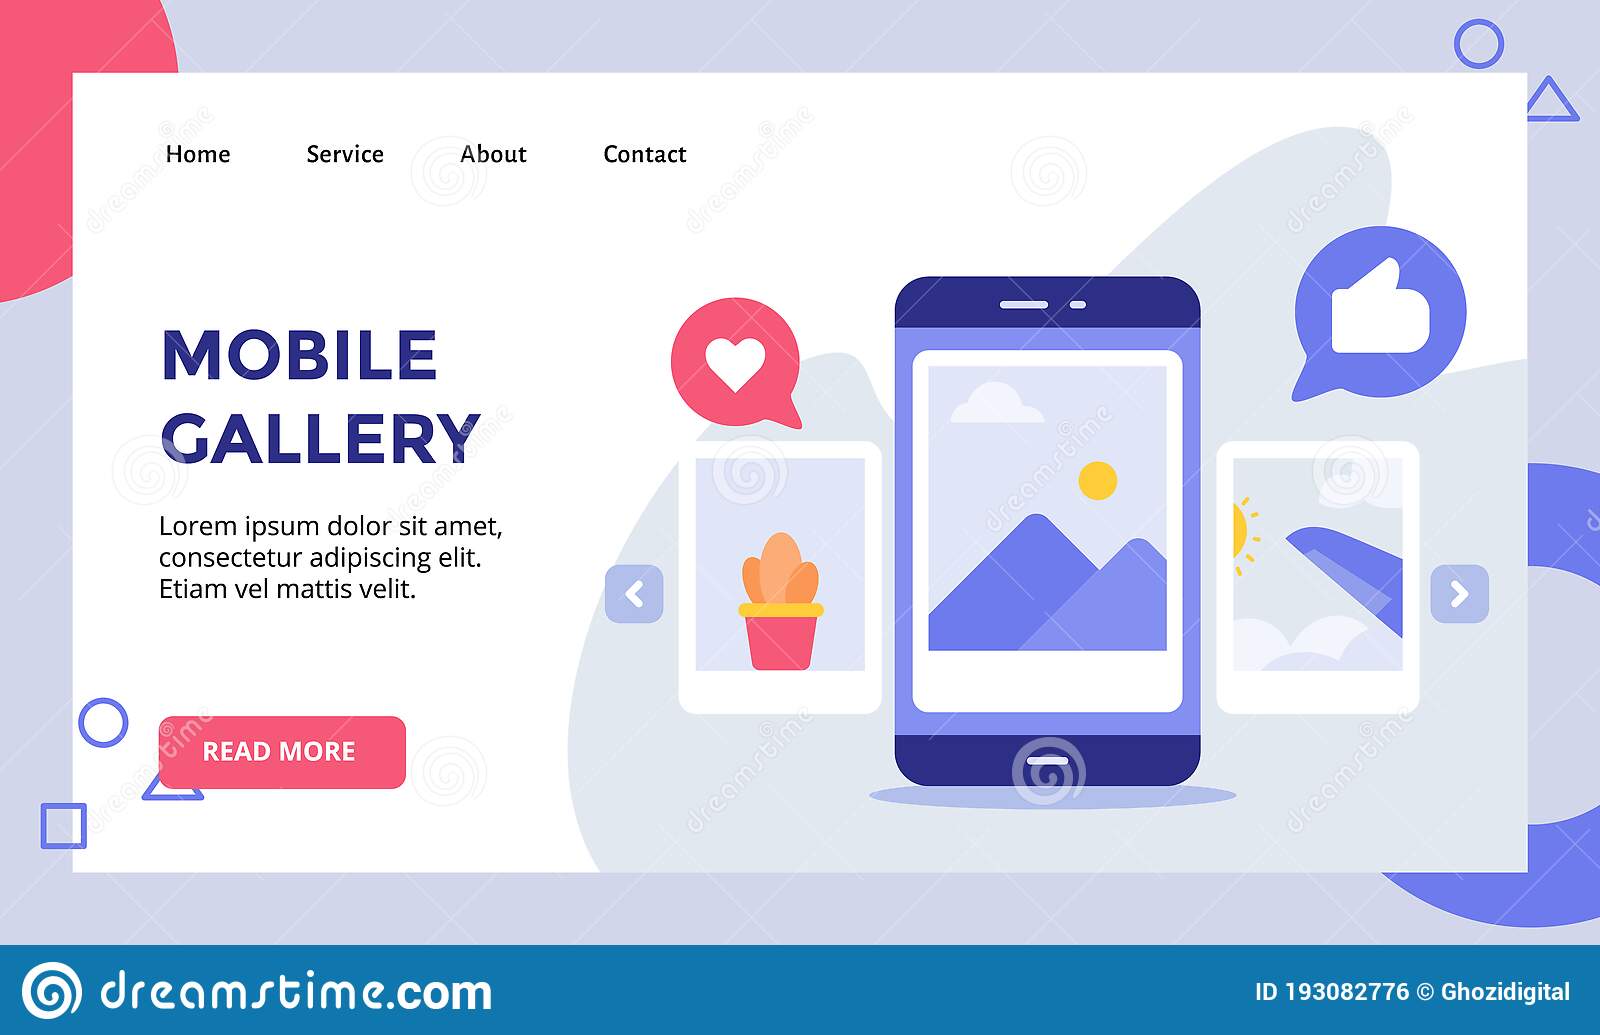 Home Service About Contact
MOBILE
GALLERY
Lorem ipsum dolor sit amet,
consectetur adipiscing elit.
Etiam vel mattis velit.
READ MORE
dreamstime.com
ID 193082776 © Ghozidigital